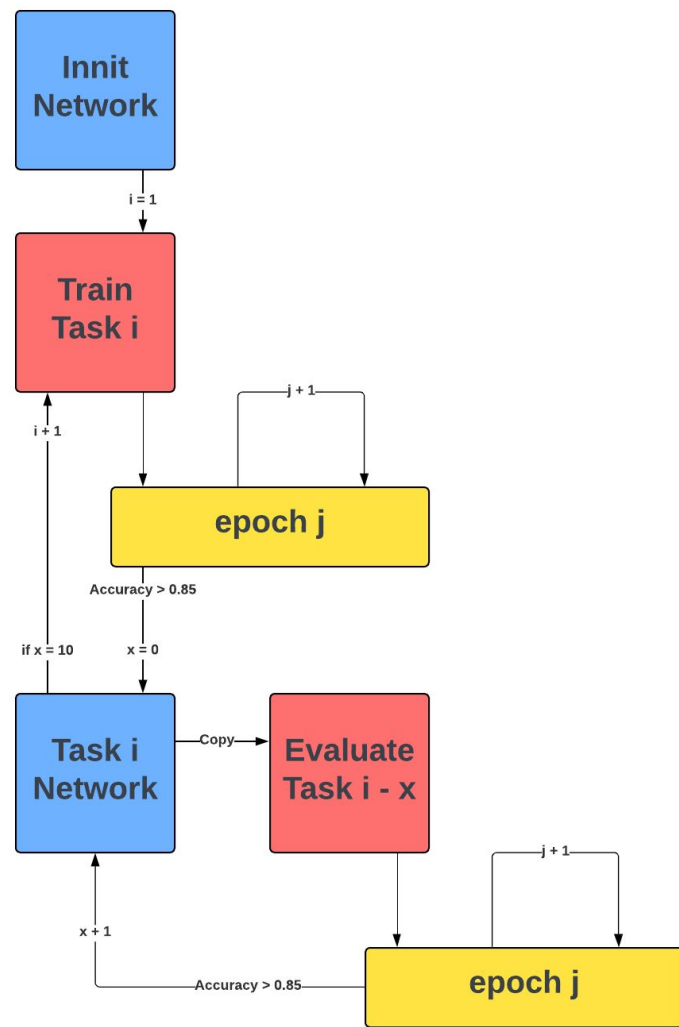 Innit
Network
i = 1
Train
Task i
i + 1
j + 1
epoch j
Accuracy > 0.85
if x = 10
x = 0
Task i
Network
Copy
Evaluate
Task i - x
j + 1
x + 1
epoch j
Accuracy > 0.85